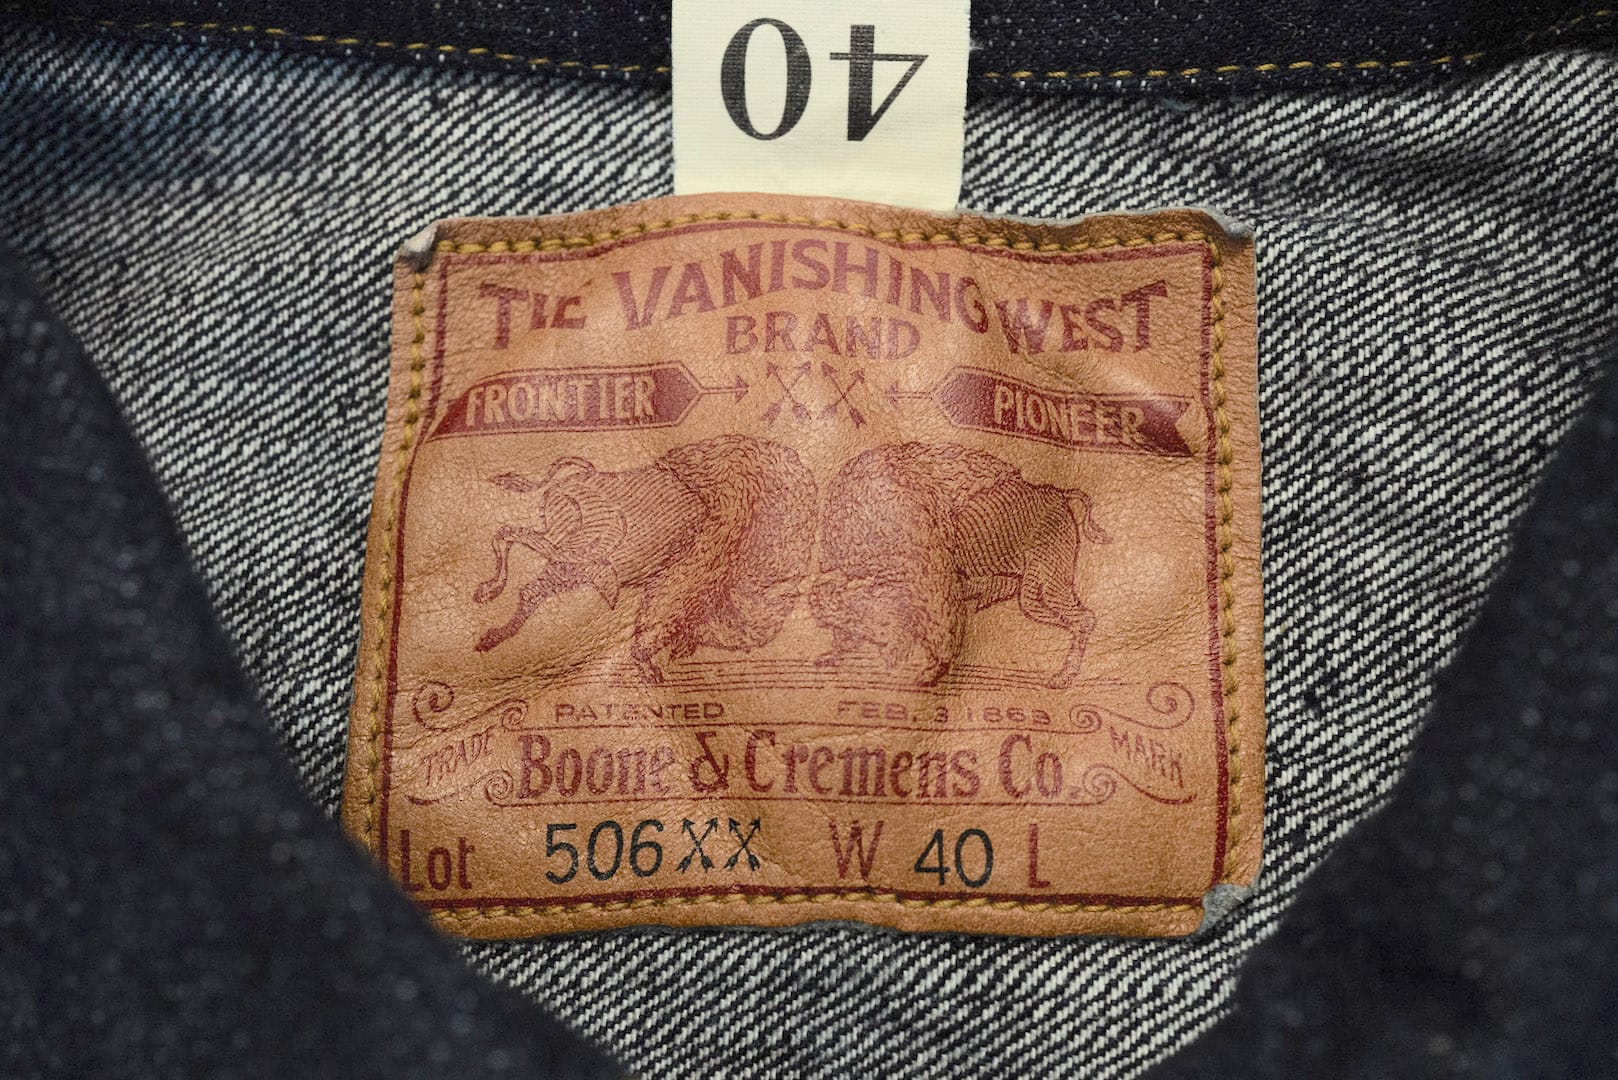 40
THE VANISHING WEST
BRAND
FRONTIER PIONEER
PATENTED FEB. 3 1863
TRADE Boone & Cremens Co. MARK
Lot 506XX W 40 L